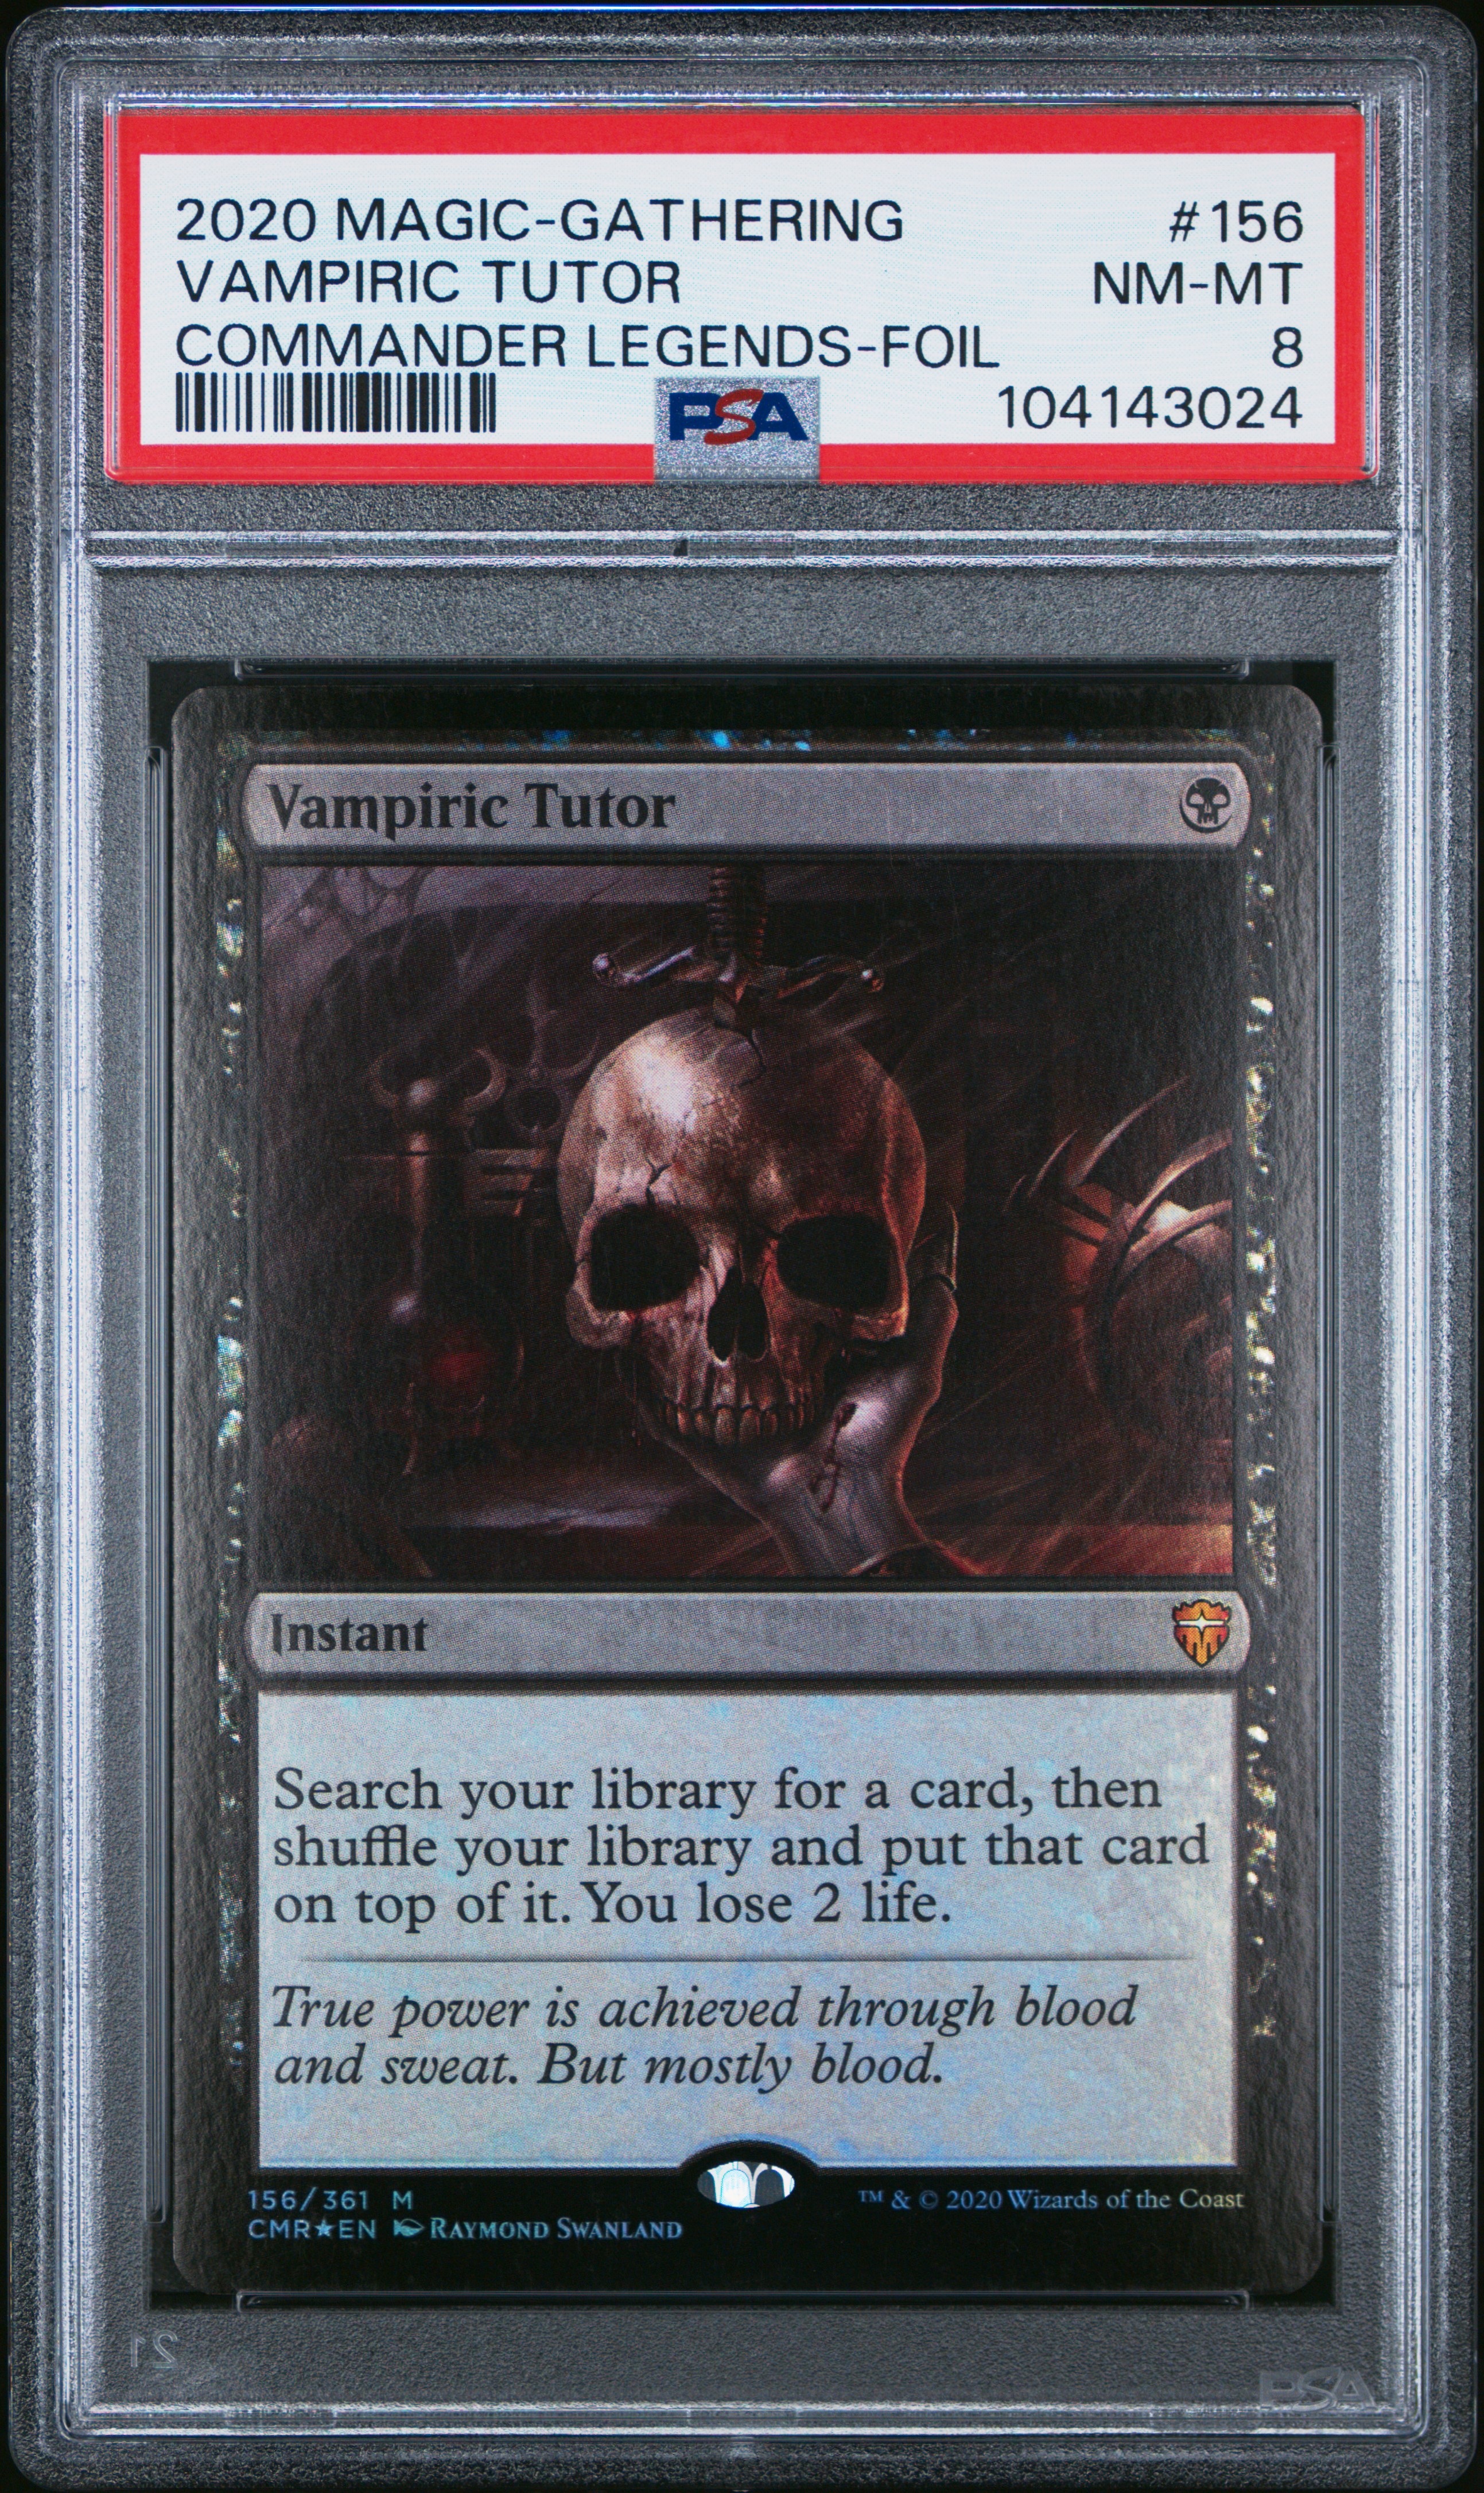 2020 MAGIC-GATHERING #156
VAMPIRIC TUTOR NM-MT
COMMANDER LEGENDS-FOIL 8
PSA 104143024
Vampiric Tutor
Instant
Search your library for a card, then
shuffle your library and put that card
on top of it. You lose 2 life.
True power is achieved through blood
and sweat. But mostly blood.
156/361 M ™ & © 2020 Wizards of the Coast
CMR★EN RAYMOND SWANLAND
21
PSA